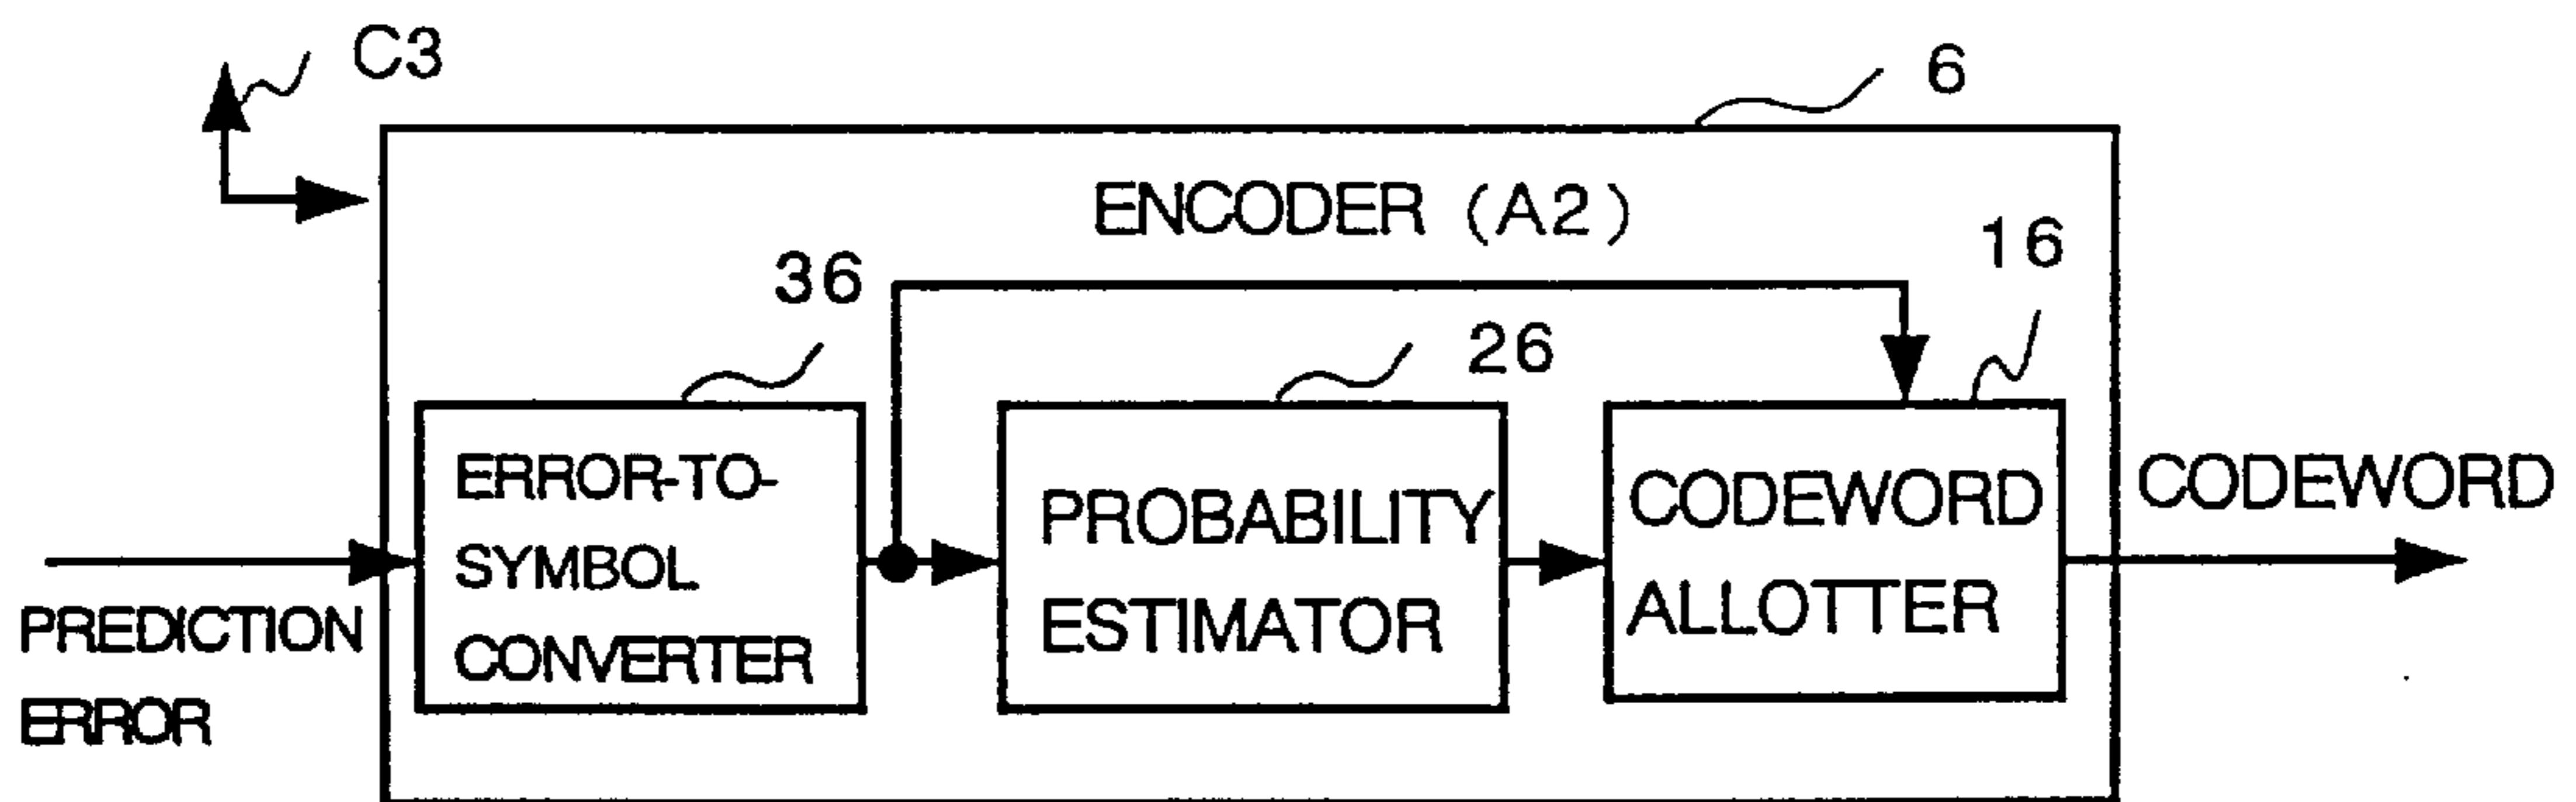 C3
6
ENCODER (A2)
16
36
26
ERROR-TO-
SYMBOL
CONVERTER
PROBABILITY
ESTIMATOR
CODEWORD
ALLOTTER
CODEWORD
PREDICTION
ERROR